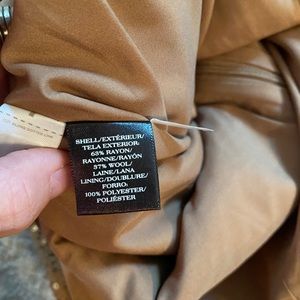 SHELL/EXTÉRIEUR/
TELA EXTERIOR:
63% RAYON/
RAYONNE/RAYÓN
37% WOOL/
LAINE/LANA
LINING/DOUBLURE/
FORRO:
100% POLYESTER/
POLIÉSTER